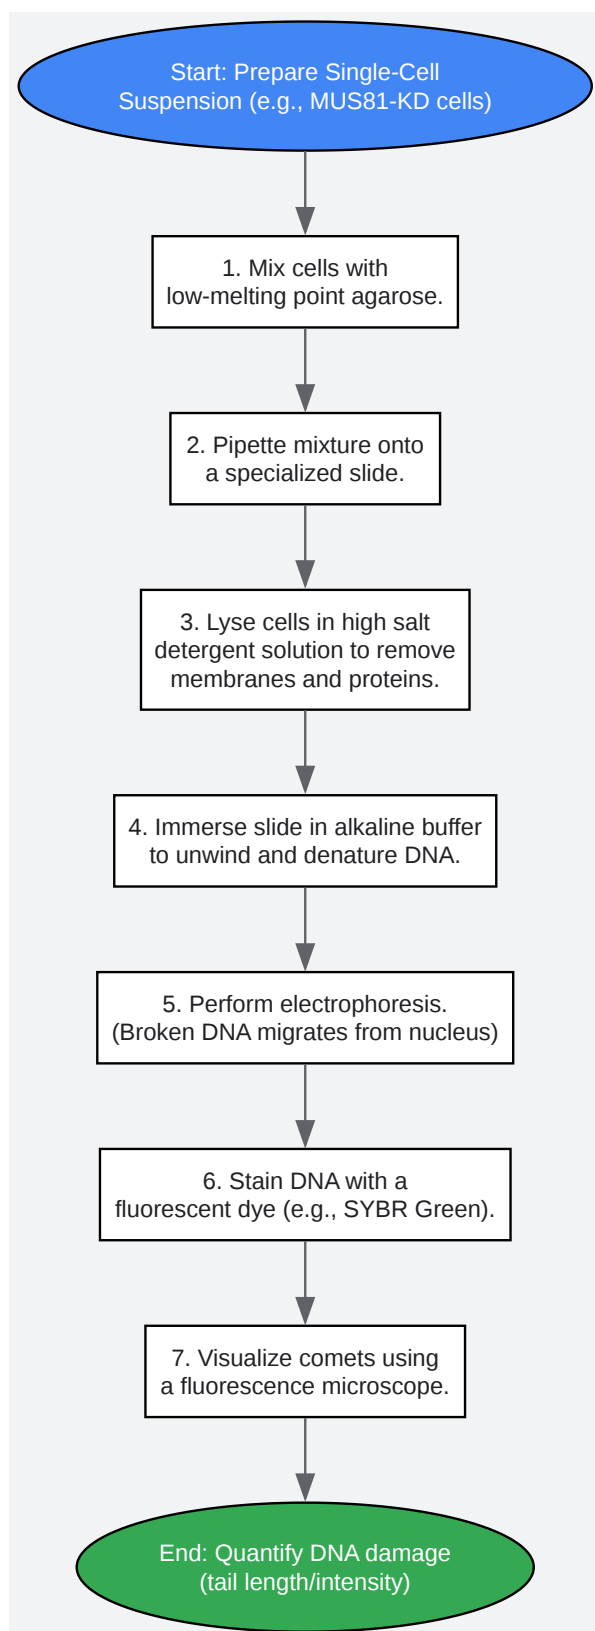 Start: Prepare Single-Cell
Suspension (e.g., MUS81-KD cells)
1. Mix cells with
low-melting point agarose.
2. Pipette mixture onto
a specialized slide.
3. Lyse cells in high salt
detergent solution to remove
membranes and proteins.
4. Immerse slide in alkaline buffer
to unwind and denature DNA.
5. Perform electrophoresis.
(Broken DNA migrates from nucleus)
6. Stain DNA with a
fluorescent dye (e.g., SYBR Green).
7. Visualize comets using
a fluorescence microscope.
End: Quantify DNA damage
(tail length/intensity)